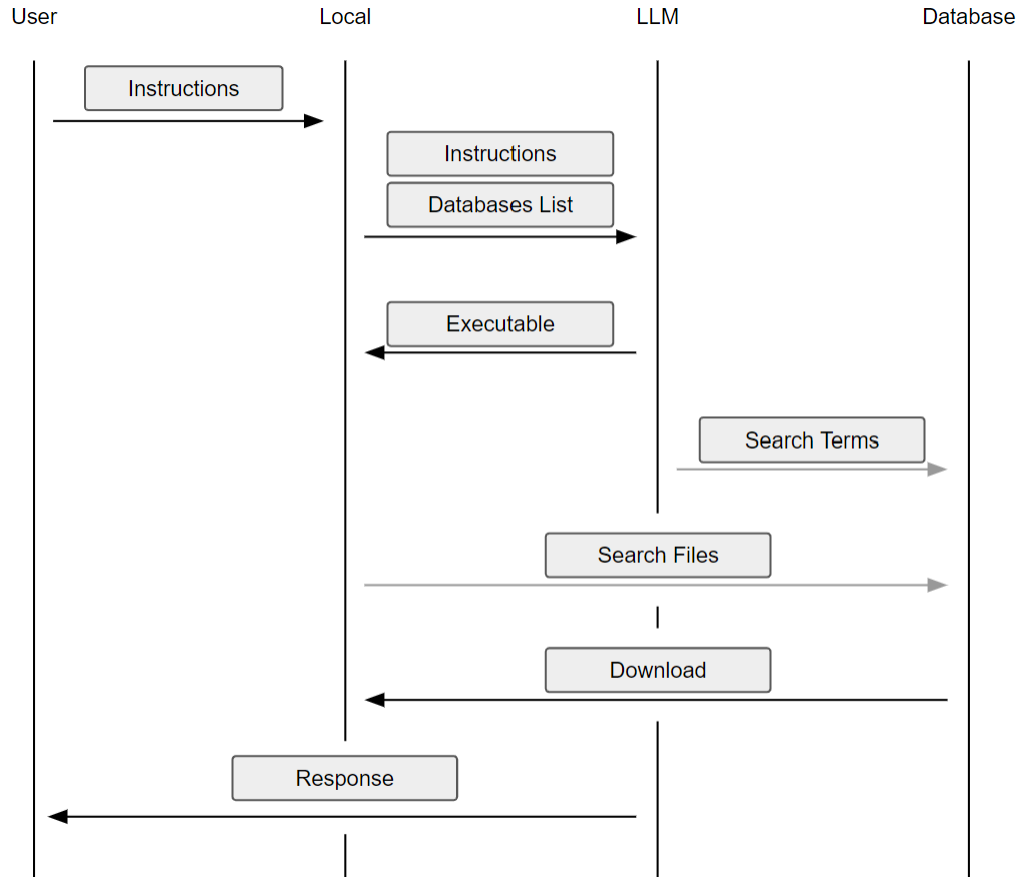 User
Local
LLM
Database
Instructions
Instructions
Databases List
Executable
Search Terms
Search Files
Download
Response